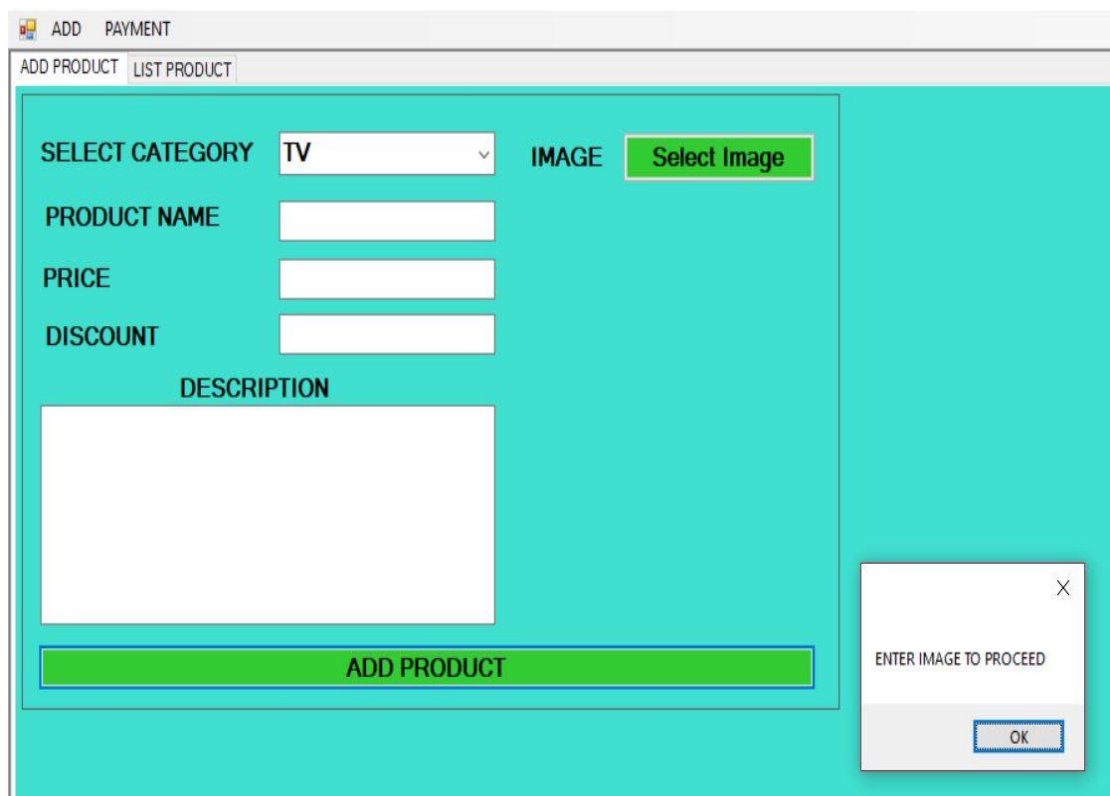 ADD PAYMENT
ADD PRODUCT LIST PRODUCT
SELECT CATEGORY TV IMAGE Select Image
PRODUCT NAME
PRICE
DISCOUNT
DESCRIPTION
ADD PRODUCT
X
ENTER IMAGE TO PROCEED
OK